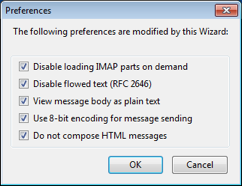 Preferences
The following preferences are modified by this Wizard:
Disable loading IMAP parts on demand
Disable flowed text (RFC 2646)
View message body as plain text
Use 8-bit encoding for message sending
Do not compose HTML messages
OK
Cancel